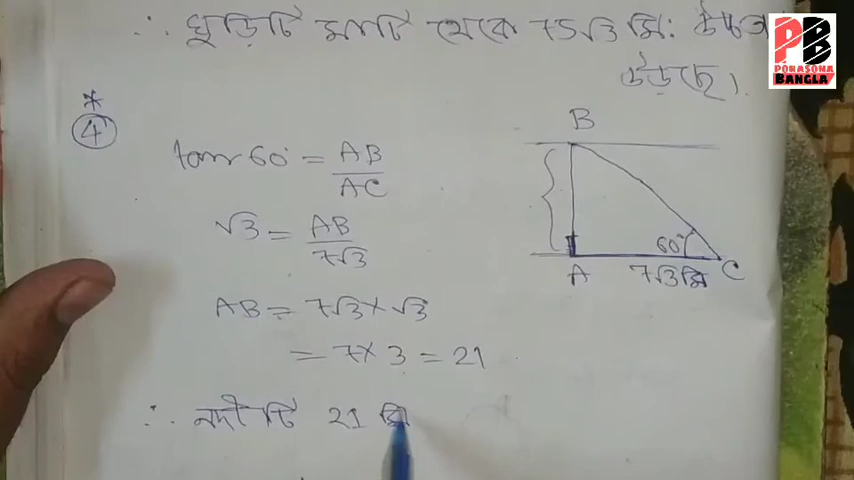 ∴ ঘুড়িটি মাটি থেকে 75√3 মি: উচ্চতায়
উড়ছে।
PB
PORASONA
BANGLA
*
4
tan 60° = AB/AC
√3 = AB/7√3
AB = 7√3 × √3
= 7 × 3 = 21
∴ নদীটি 21 মি
B
60°
A 7√3 মি C